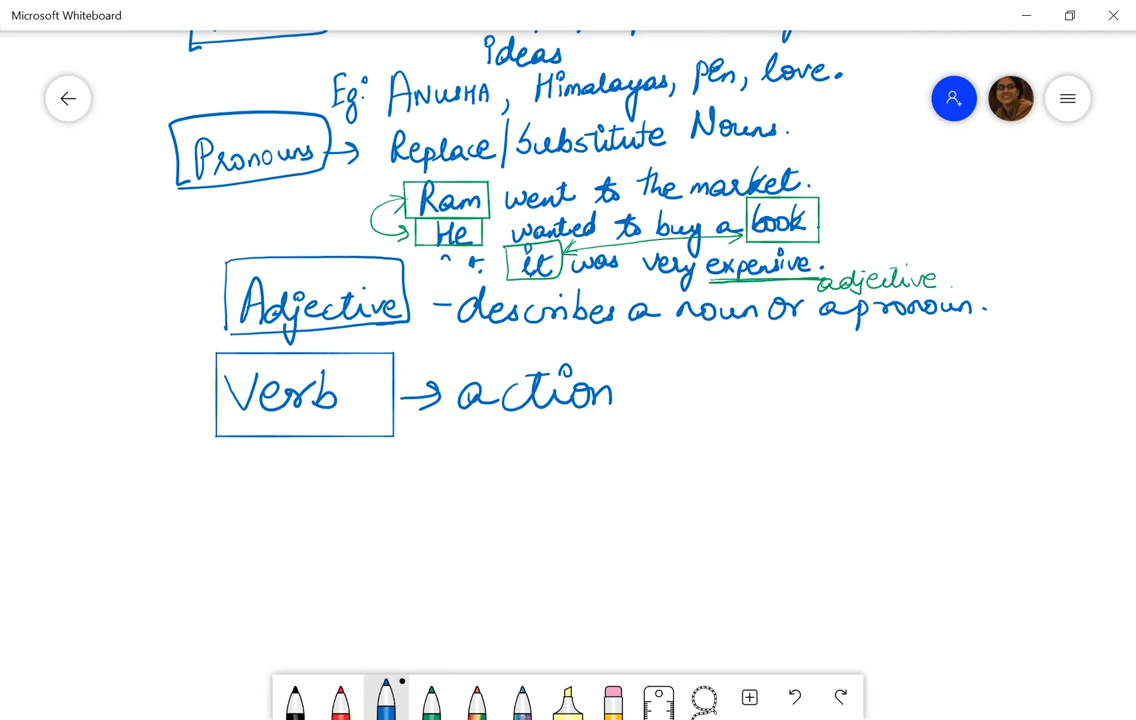 Microsoft Whiteboard
ideas
Eg: ANUSHA, Himalayas, pen, love.
Pronouns → Replace/Substitute Nouns.
Ram went to the market.
He wanted to buy a book
it was very expensive.
adjective
Adjective - describes a noun or a pronoun.
Verb → action